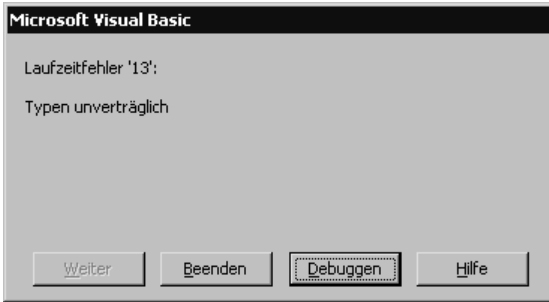 Microsoft Visual Basic
Laufzeitfehler '13':
Typen unverträglich
Weiter
Beenden
Debuggen
Hilfe